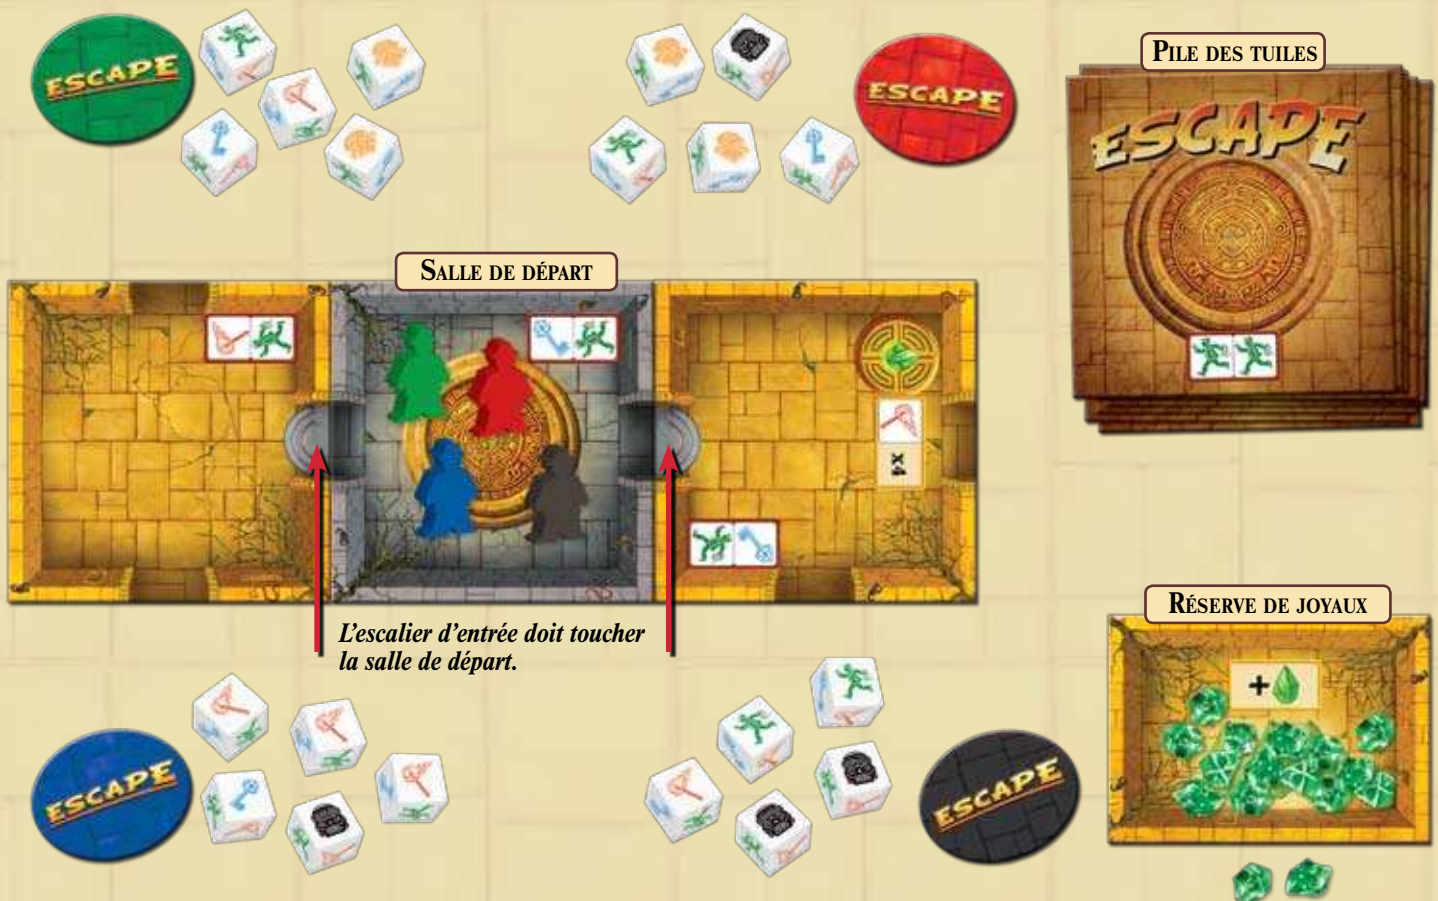 ESCAPE
ESCAPE
PILE DES TUILES
ESCAPE
SALLE DE DÉPART
x4
L'escalier d'entrée doit toucher
la salle de départ.
RÉSERVE DE JOYAUX
+
ESCAPE
ESCAPE